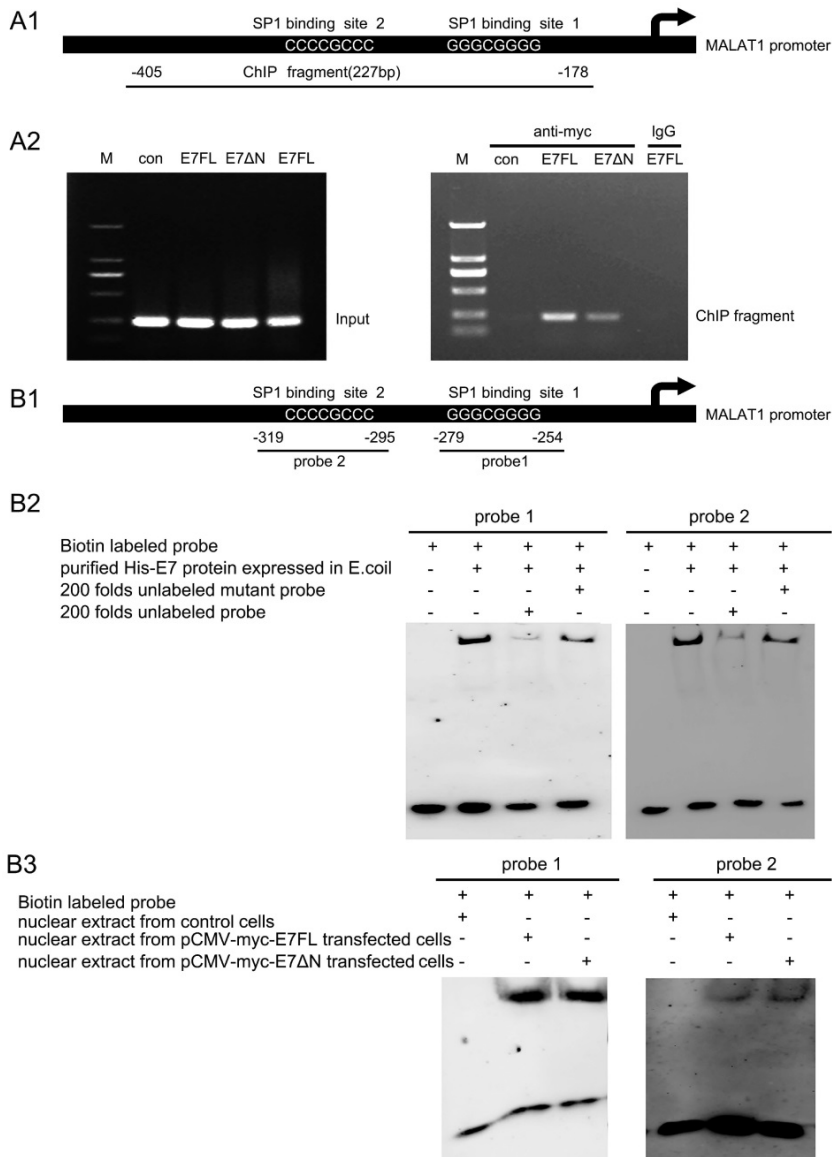 A1
SP1 binding site 2 SP1 binding site 1
CCCCGCCC GGGCGGGG
MALAT1 promoter
-405 ChIP fragment(227bp) -178
A2
anti-myc IgG
M con E7FL E7ΔN E7FL
M con E7FL E7ΔN E7FL
Input
ChIP fragment
B1
SP1 binding site 2 SP1 binding site 1
CCCCGCCC GGGCGGGG
MALAT1 promoter
-319 -295 -279 -254
probe 2 probe1
B2
probe 1 probe 2
Biotin labeled probe + + + + + + + +
purified His-E7 protein expressed in E.coil - + + + - + + +
200 folds unlabeled mutant probe - - - + - - - +
200 folds unlabeled probe - - + - - - + -
B3
probe 1 probe 2
Biotin labeled probe + + + + + +
nuclear extract from control cells + - - + - -
nuclear extract from pCMV-myc-E7FL transfected cells - + - - + -
nuclear extract from pCMV-myc-E7ΔN transfected cells - - + - - +